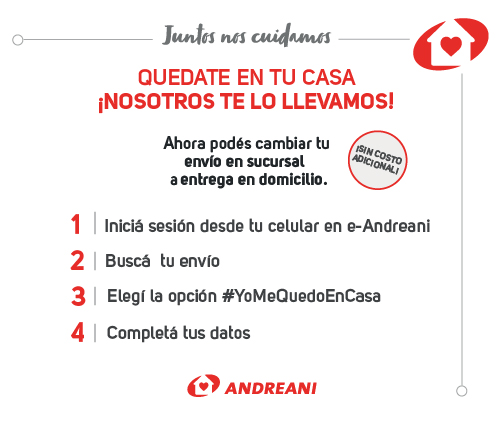 Juntos nos cuidamos
QUEDATE EN TU CASA
¡NOSOTROS TE LO LLEVAMOS!
Ahora podés cambiar tu
envío en sucursal
a entrega en domicilio.
¡SIN COSTO
ADICIONAL!
1 Iniciá sesión desde tu celular en e-Andreani
2 Buscá tu envío
3 Elegí la opción #YoMeQuedoEnCasa
4 Completá tus datos
ANDREANI